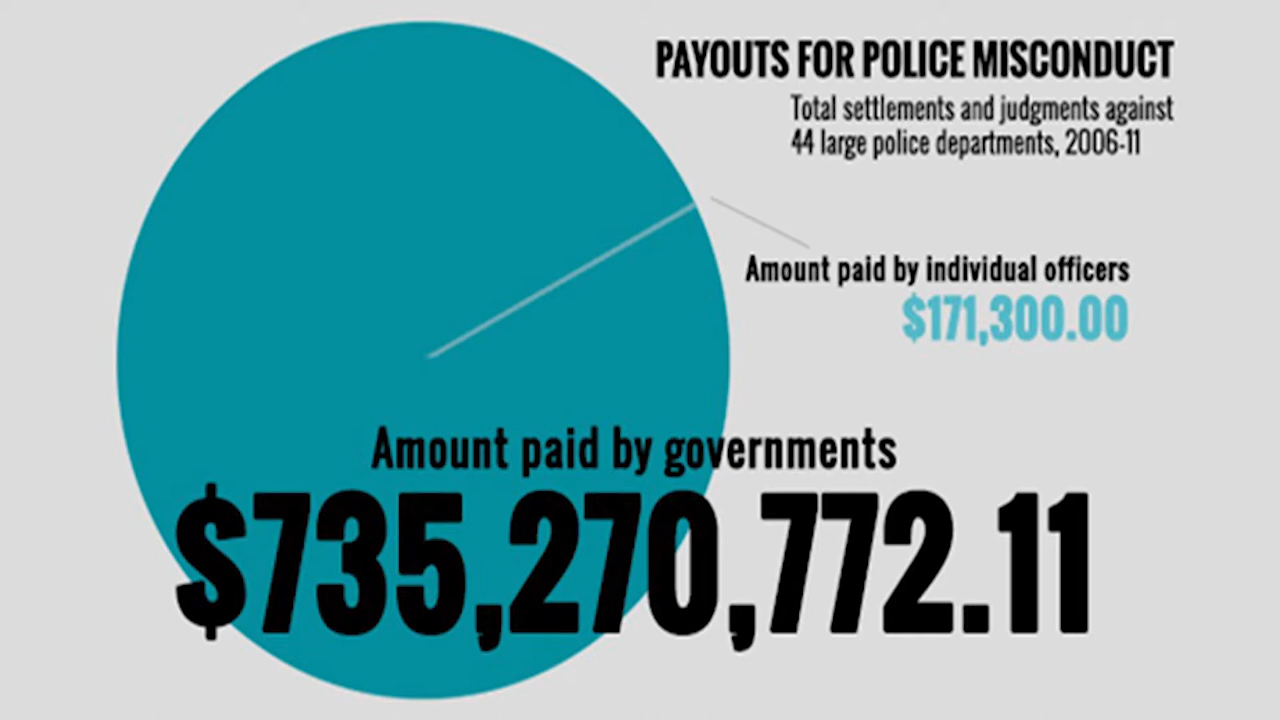 PAYOUTS FOR POLICE MISCONDUCT
Total settlements and judgments against
44 large police departments, 2006-11
Amount paid by individual officers
$171,300.00
Amount paid by governments
$735,270,772.11